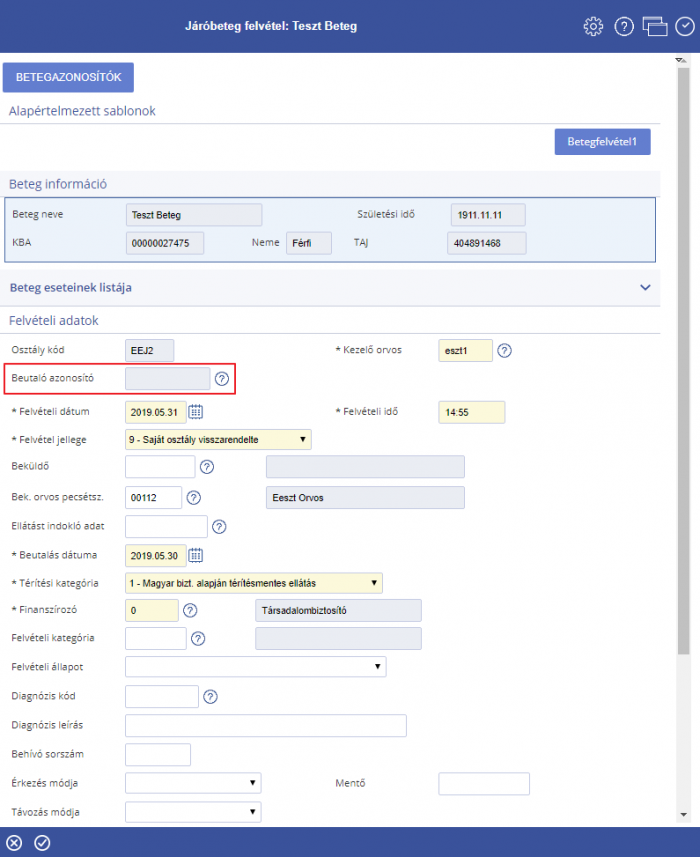 Járóbeteg felvétel: Teszt Beteg
BETEGAZONOSÍTÓK
Alapértelmezett sablonok
Betegfelvétel1
Beteg információ
Beteg neve Teszt Beteg Születési idő 1911.11.11
KBA 00000027475 Neme Férfi TAJ 404891468
Beteg eseteinek listája
Felvételi adatok
Osztály kód EEJ2 * Kezelő orvos eszt1
Beutaló azonosító
* Felvételi dátum 2019.05.31 * Felvételi idő 14:55
* Felvétel jellege 9 - Saját osztály visszarendelte
Beküldő
Bek. orvos pecsétsz. 00112 Eeszt Orvos
Ellátást indokló adat
* Beutalás dátuma 2019.05.30
* Térítési kategória 1 - Magyar bizt. alapján térítésmentes ellátás
* Finanszírozó 0 Társadalombiztosító
Felvételi kategória
Felvételi állapot
Diagnózis kód
Diagnózis leírás
Behívó sorszám
Érkezés módja Mentő
Távozás módja